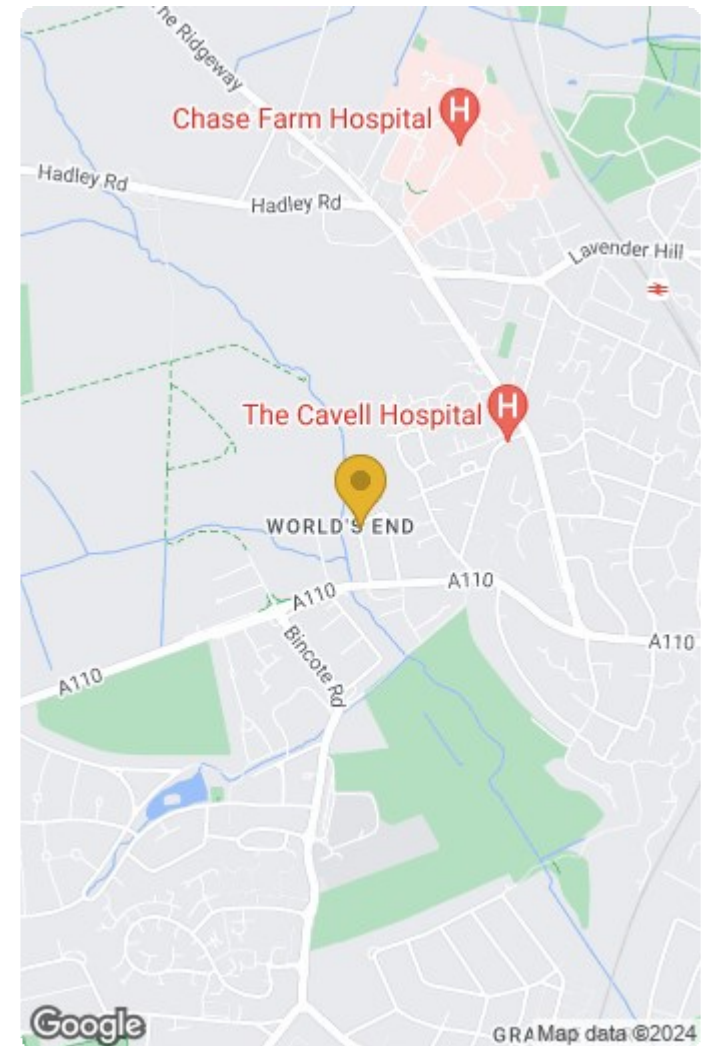 The Ridgeway
Chase Farm Hospital
H
Hadley Rd
Hadley Rd
Lavender Hill
The Cavell Hospital
H
WORLD'S END
A110
A110
A110
A110
Bincote Rd
Google
GRA
Map data ©2024